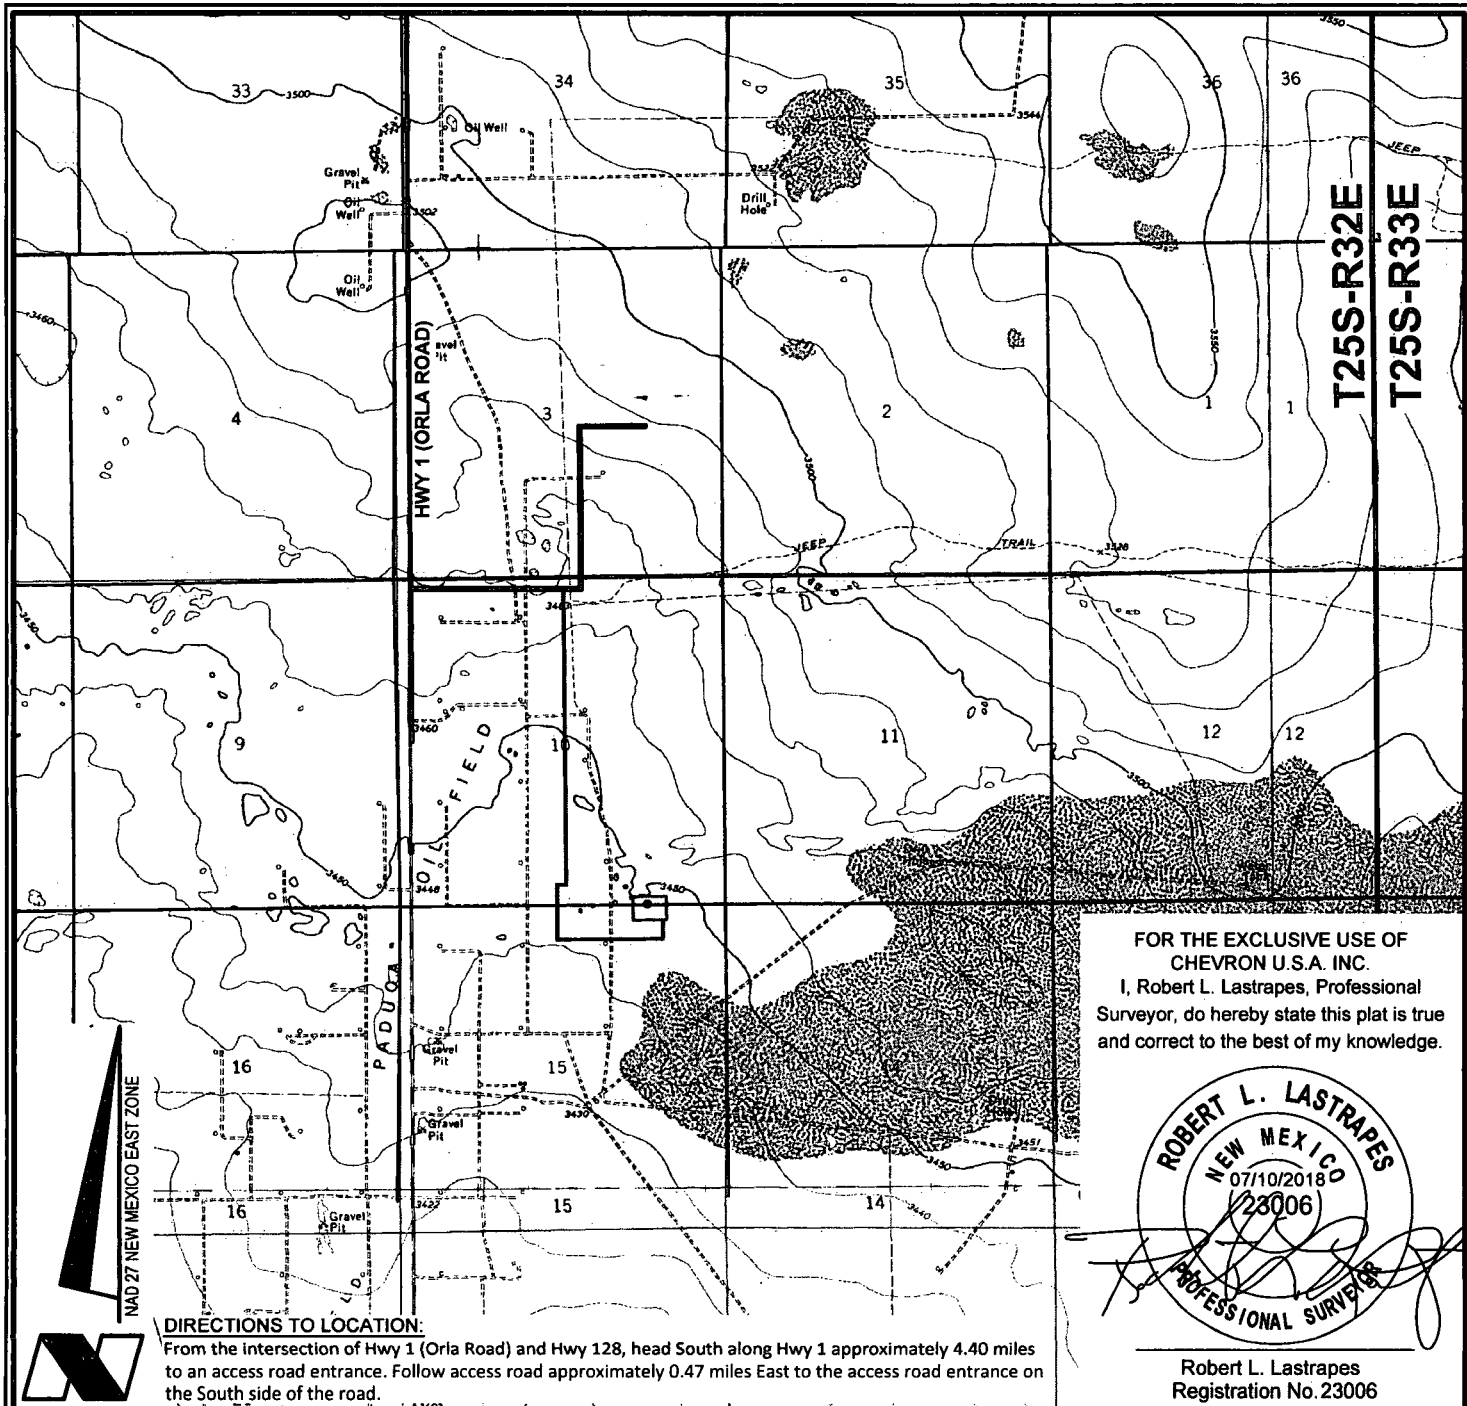 3550
33
3500
34
35
36
36
Oil Well
3544
JEEP
Gravel
Pit
Oil
Well
3502
Drill
Hole
T25S-R32E
T25S-R33E
Oil
Well
3460
HWY 1 (ORLA ROAD)
avel
3550
4
3
2
1
1
3500
JEEP
TRAIL
3528
3450
9
3460
10
11
12
12
3500
OIL FIELD
3450
3448
3450
PADUCA
16
Gravel
Pit
15
3430
Gravel
Pit
3451
3450
16
Gravel
Pit
3422
15
14
3440
NAD 27 NEW MEXICO EAST ZONE
FOR THE EXCLUSIVE USE OF
CHEVRON U.S.A. INC.
I, Robert L. Lastrapes, Professional
Surveyor, do hereby state this plat is true
and correct to the best of my knowledge.
ROBERT L. LASTRAPES
NEW MEXICO
07/10/2018
23006
PROFESSIONAL SURVEYOR
Robert L. Lastrapes
Registration No. 23006
DIRECTIONS TO LOCATION:
From the intersection of Hwy 1 (Orla Road) and Hwy 128, head South along Hwy 1 approximately 4.40 miles
to an access road entrance. Follow access road approximately 0.47 miles East to the access road entrance on
the South side of the road.